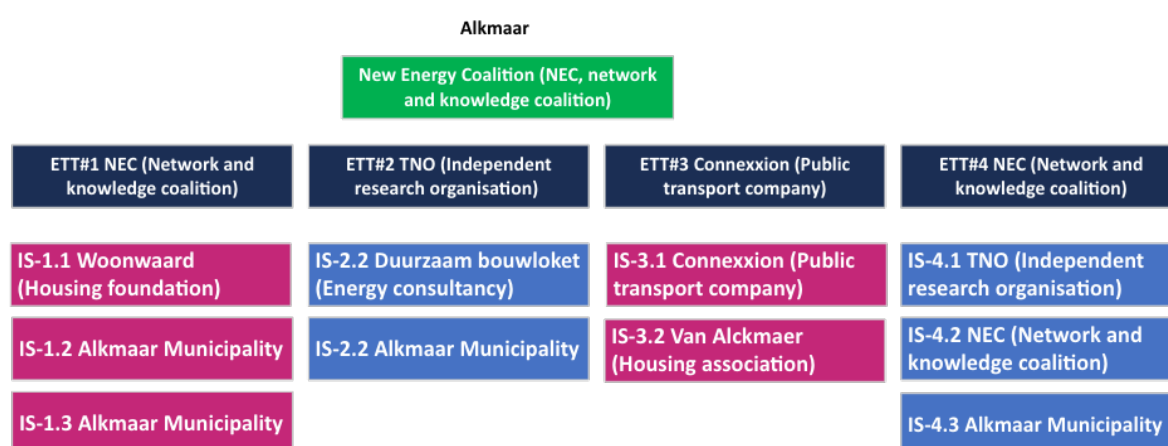 Alkmaar
New Energy Coalition (NEC, network
and knowledge coalition)
ETT#1 NEC (Network and
knowledge coalition)
ETT#2 TNO (Independent
research organisation)
ETT#3 Connexxion (Public
transport company)
ETT#4 NEC (Network and
knowledge coalition)
IS-1.1 Woonwaard
(Housing foundation)
IS-2.2 Duurzaam bouwloket
(Energy consultancy)
IS-3.1 Connexxion (Public
transport company)
IS-4.1 TNO (Independent
research organisation)
IS-1.2 Alkmaar Municipality
IS-2.2 Alkmaar Municipality
IS-3.2 Van Alckmaer
(Housing association)
IS-4.2 NEC (Network and
knowledge coalition)
IS-1.3 Alkmaar Municipality
IS-4.3 Alkmaar Municipality